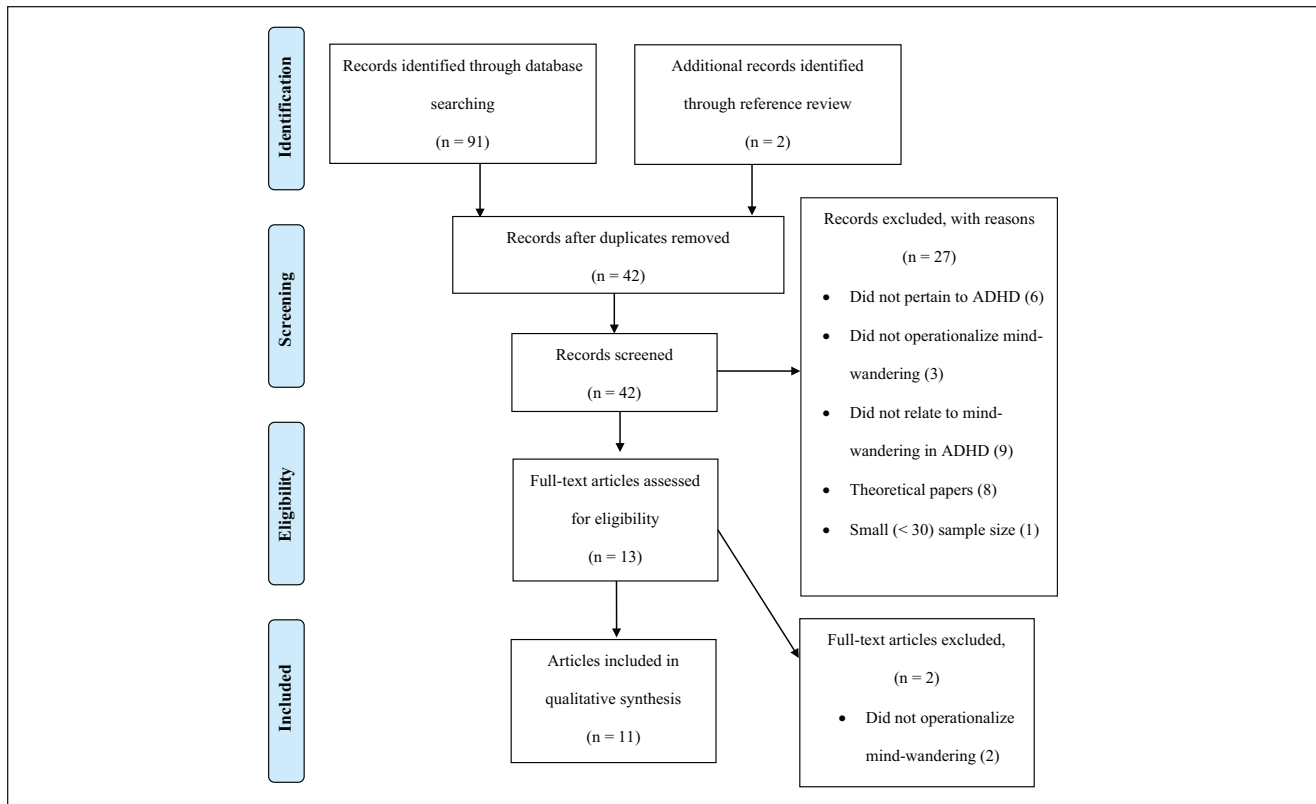 Identification
Records identified through database
searching
(n = 91)
Additional records identified
through reference review
(n = 2)
Screening
Records after duplicates removed
(n = 42)
Records screened
(n = 42)
Records excluded, with reasons
(n = 27)
• Did not pertain to ADHD (6)
• Did not operationalize mind-
wandering (3)
• Did not relate to mind-
wandering in ADHD (9)
• Theoretical papers (8)
• Small (< 30) sample size (1)
Eligibility
Full-text articles assessed
for eligibility
(n = 13)
Full-text articles excluded,
(n = 2)
• Did not operationalize
mind-wandering (2)
Included
Articles included in
qualitative synthesis
(n = 11)